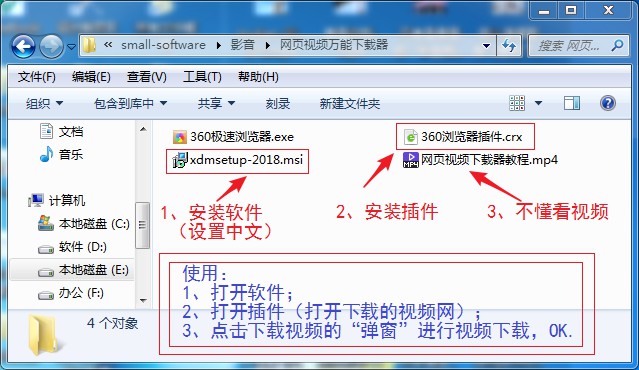 « small-software ▸ 影音 ▸ 网页视频万能下载器
搜索 网页...
文件(F) 编辑(E) 查看(V) 工具(T) 帮助(H)
组织 包含到库中 共享 刻录 新建文件夹
文档
音乐
计算机
本地磁盘 (C:)
软件 (D:)
本地磁盘 (E:)
办公 (F:)
360极速浏览器.exe
360浏览器插件.crx
xdmsetup-2018.msi
MP4
网页视频下载器教程.mp4
1、安装软件
(设置中文)
2、安装插件
3、不懂看视频
使用:
1、打开软件;
2、打开插件(打开下载的视频网);
3、点击下载视频的“弹窗”进行视频下载,OK.
4 个对象